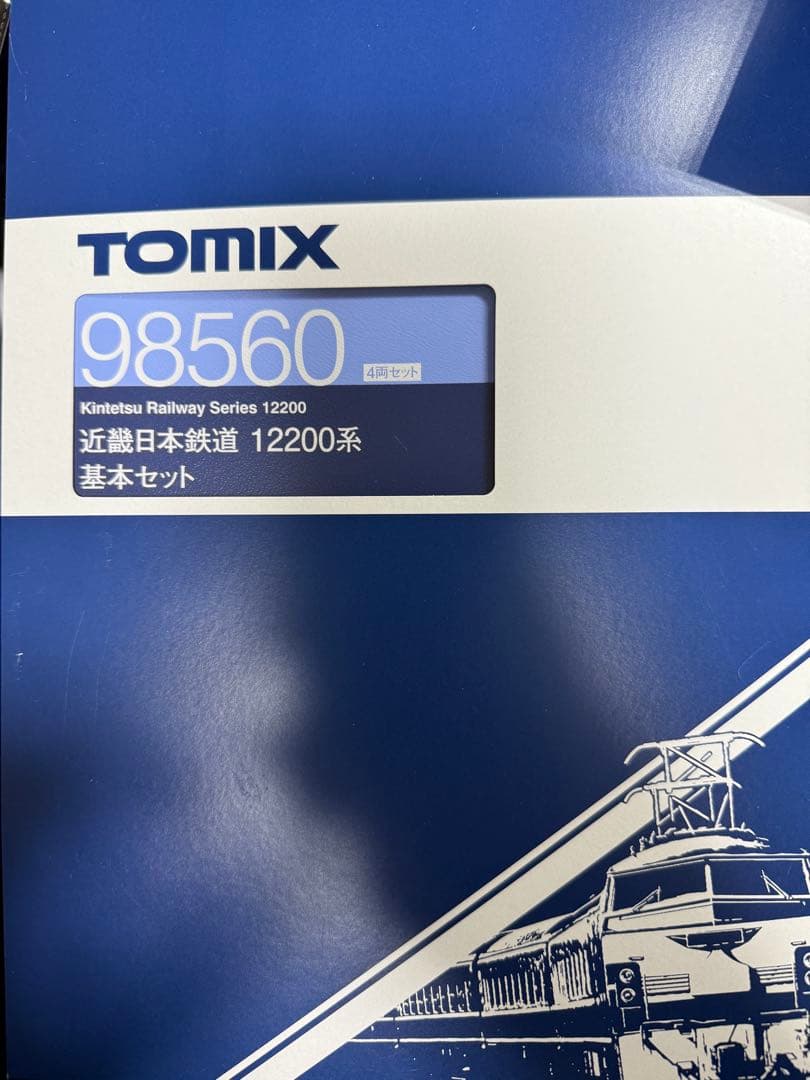 TOMIX
98560 4両セット
Kintetsu Railway Series 12200
近畿日本鉄道 12200系
基本セット